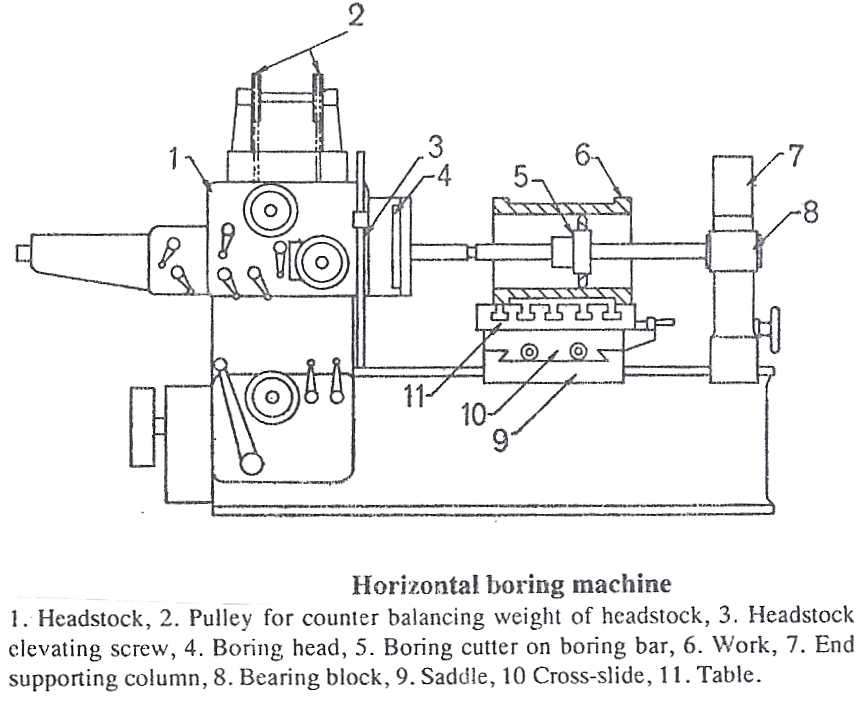 2
1
3
4
5
6
7
8
11
10
9
Horizontal boring machine
1. Headstock, 2. Pulley for counter balancing weight of headstock, 3. Headstock
elevating screw, 4. Boring head, 5. Boring cutter on boring bar, 6. Work, 7. End
supporting column, 8. Bearing block, 9. Saddle, 10 Cross-slide, 11. Table.